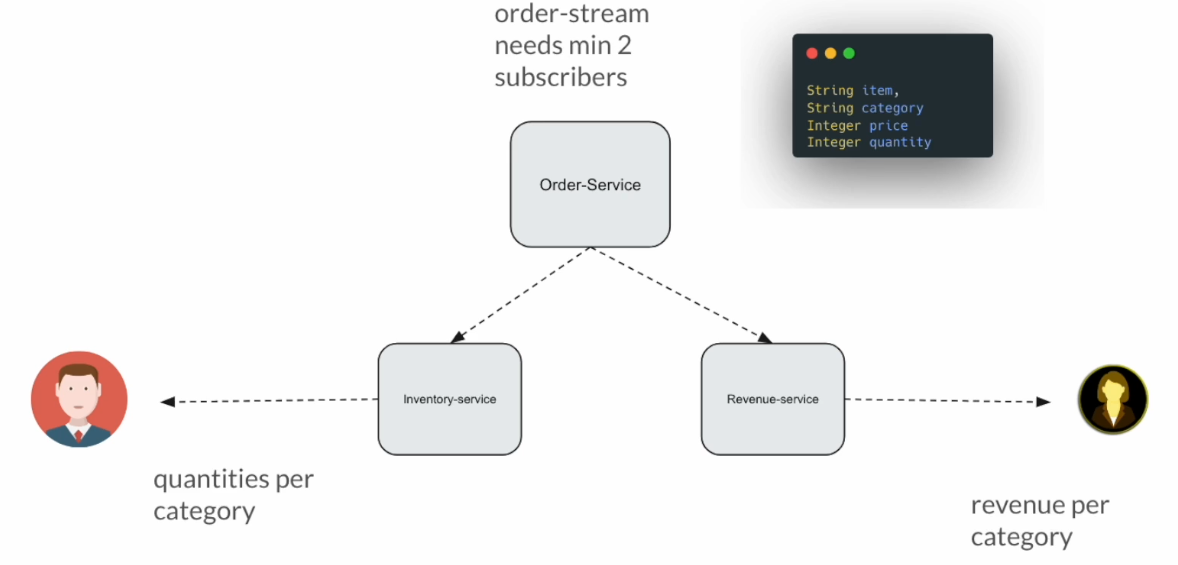 order-stream
needs min 2
subscribers
String item,
String category
Integer price
Integer quantity
Order-Service
Inventory-service
Revenue-service
quantities per
category
revenue per
category